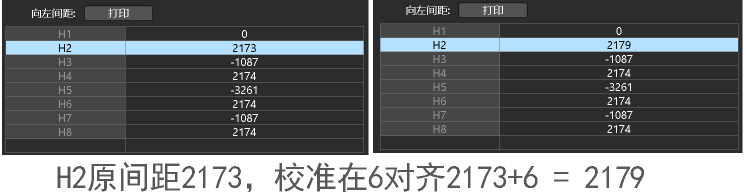 向左间距: 打印
H1 0
H2 2173
H3 -1087
H4 2174
H5 -3261
H6 2174
H7 -1087
H8 2174
向左间距: 打印
H1 0
H2 2179
H3 -1087
H4 2174
H5 -3261
H6 2174
H7 -1087
H8 2174
H2原间距2173，校准在6对齐2173+6 = 2179